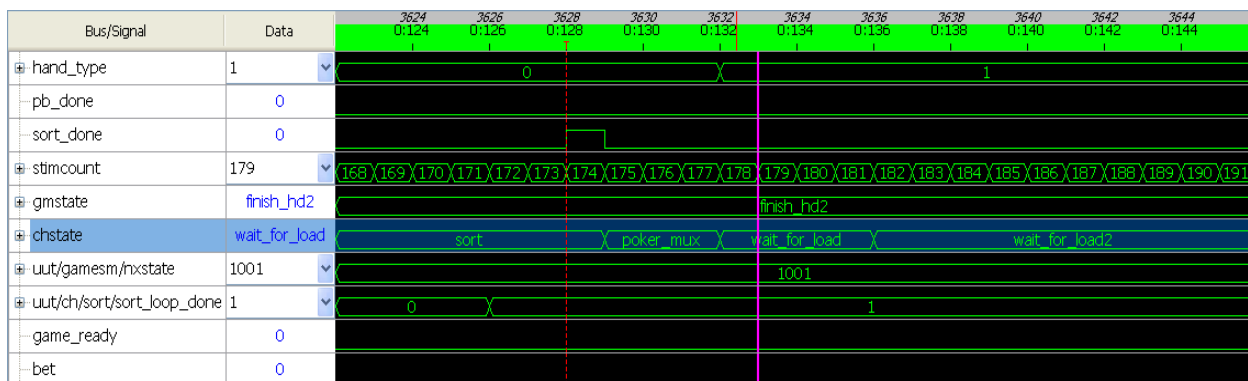 Bus/Signal Data 3624 3626 3628 3630 3632 3634 3636 3638 3640 3642 3644
0:124 0:126 0:128 0:130 0:132 0:134 0:136 0:138 0:140 0:142 0:144
hand_type 1 0 1
pb_done 0
sort_done 0
stimcount 179 168 169 170 171 172 173 174 175 176 177 178 179 180 181 182 183 184 185 186 187 188 189 190 191
gmstate finish_hd2 finish_hd2
chstate wait_for_load sort poker_mux wait_for_load wait_for_load2
uut/gamesm/nxstate 1001 1001
uut/ch/sort/sort_loop_done 1 0 1
game_ready 0
bet 0